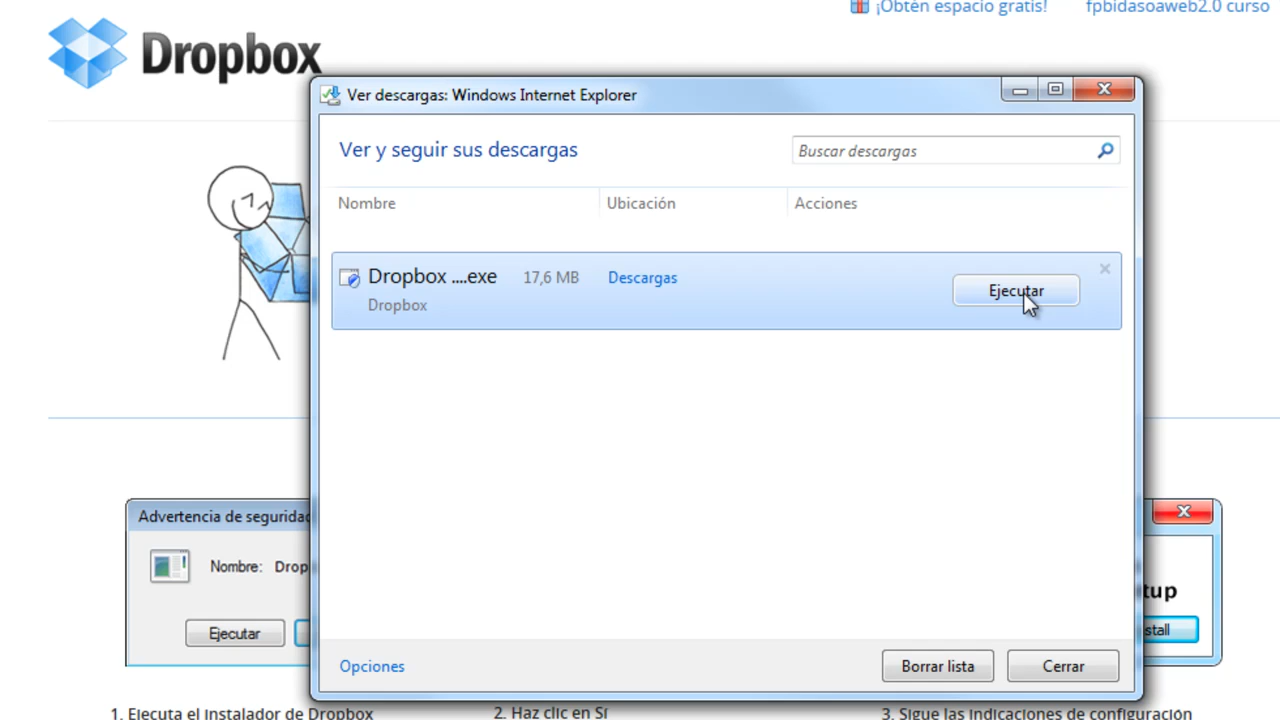 ¡Obtén espacio gratis! fpbidasoaweb2.0 curso
Dropbox
Ver descargas: Windows Internet Explorer
Ver y seguir sus descargas
Buscar descargas
Nombre Ubicación Acciones
Dropbox ....exe 17,6 MB Descargas Ejecutar
Dropbox
Advertencia de seguridad
Nombre: Drop
tup
Ejecutar
stall
Opciones Borrar lista Cerrar
1. Ejecuta el instalador de Dropbox 2. Haz clic en Sí 3. Sigue las indicaciones de configuración